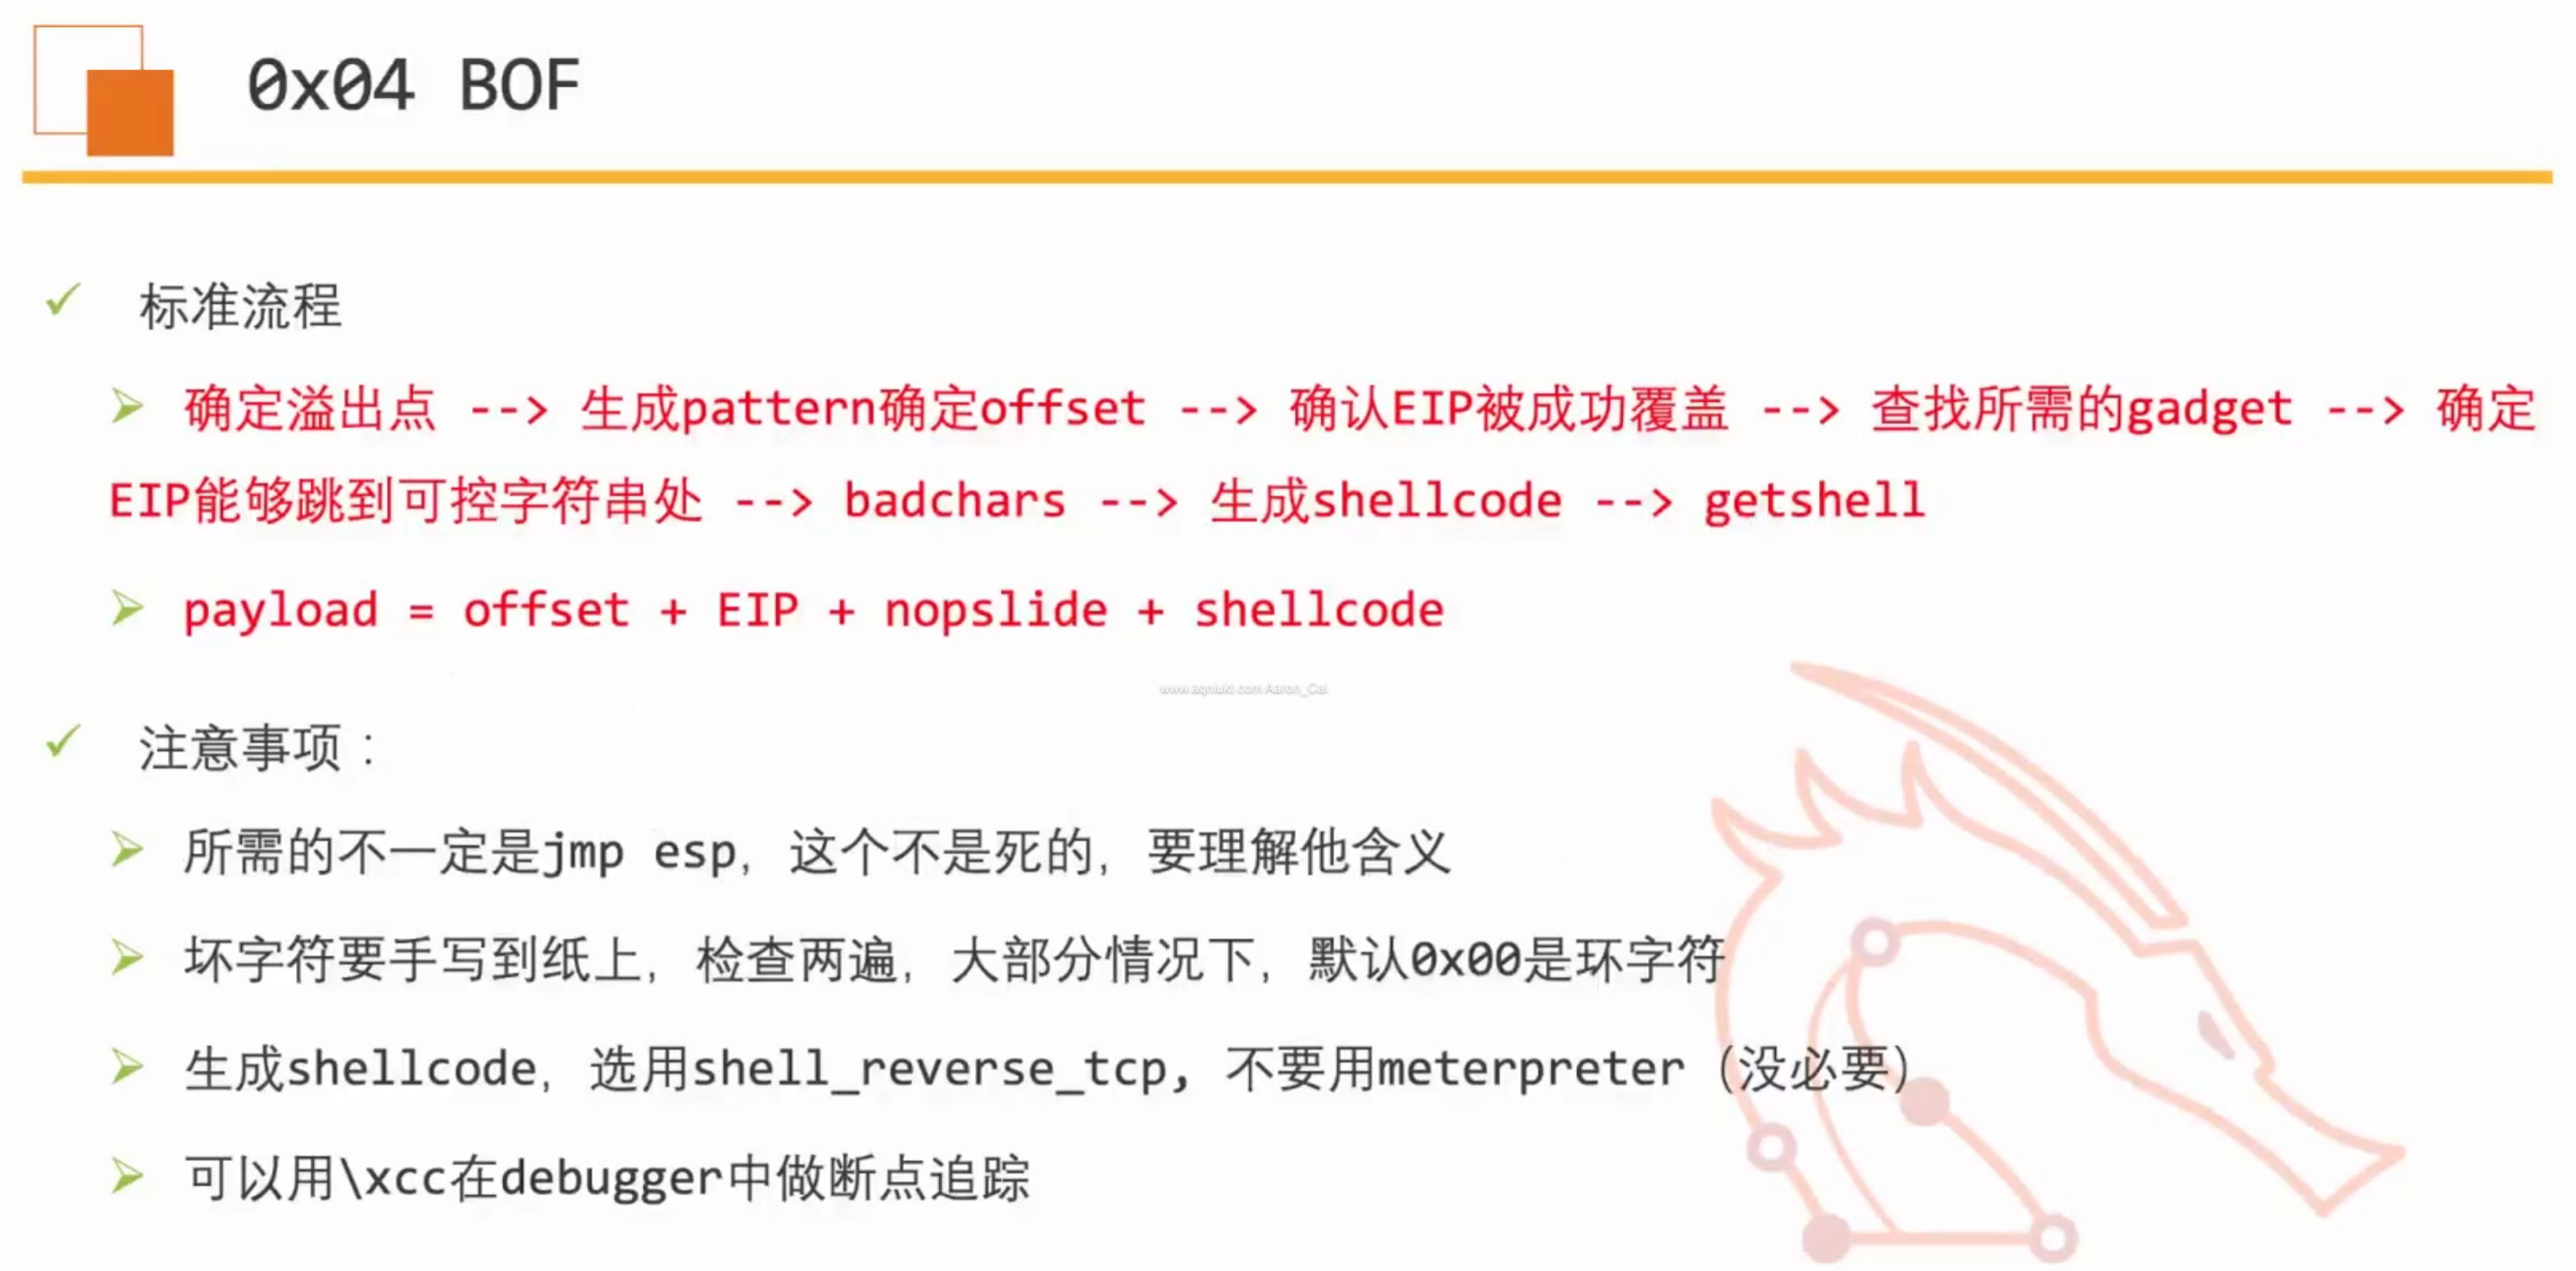 0x04 BOF
标准流程
确定溢出点 --> 生成pattern确定offset --> 确认EIP被成功覆盖 --> 查找所需的gadget --> 确定
EIP能够跳到可控字符串处 --> badchars --> 生成shellcode --> getshell
payload = offset + EIP + nopslide + shellcode
www.aqniukt.com Aaron_Cai
注意事项：
所需的不一定是jmp esp，这个不是死的，要理解他含义
坏字符要手写到纸上，检查两遍，大部分情况下，默认0x00是环字符
生成shellcode，选用shell_reverse_tcp, 不要用meterpreter（没必要）
可以用\xcc在debugger中做断点追踪